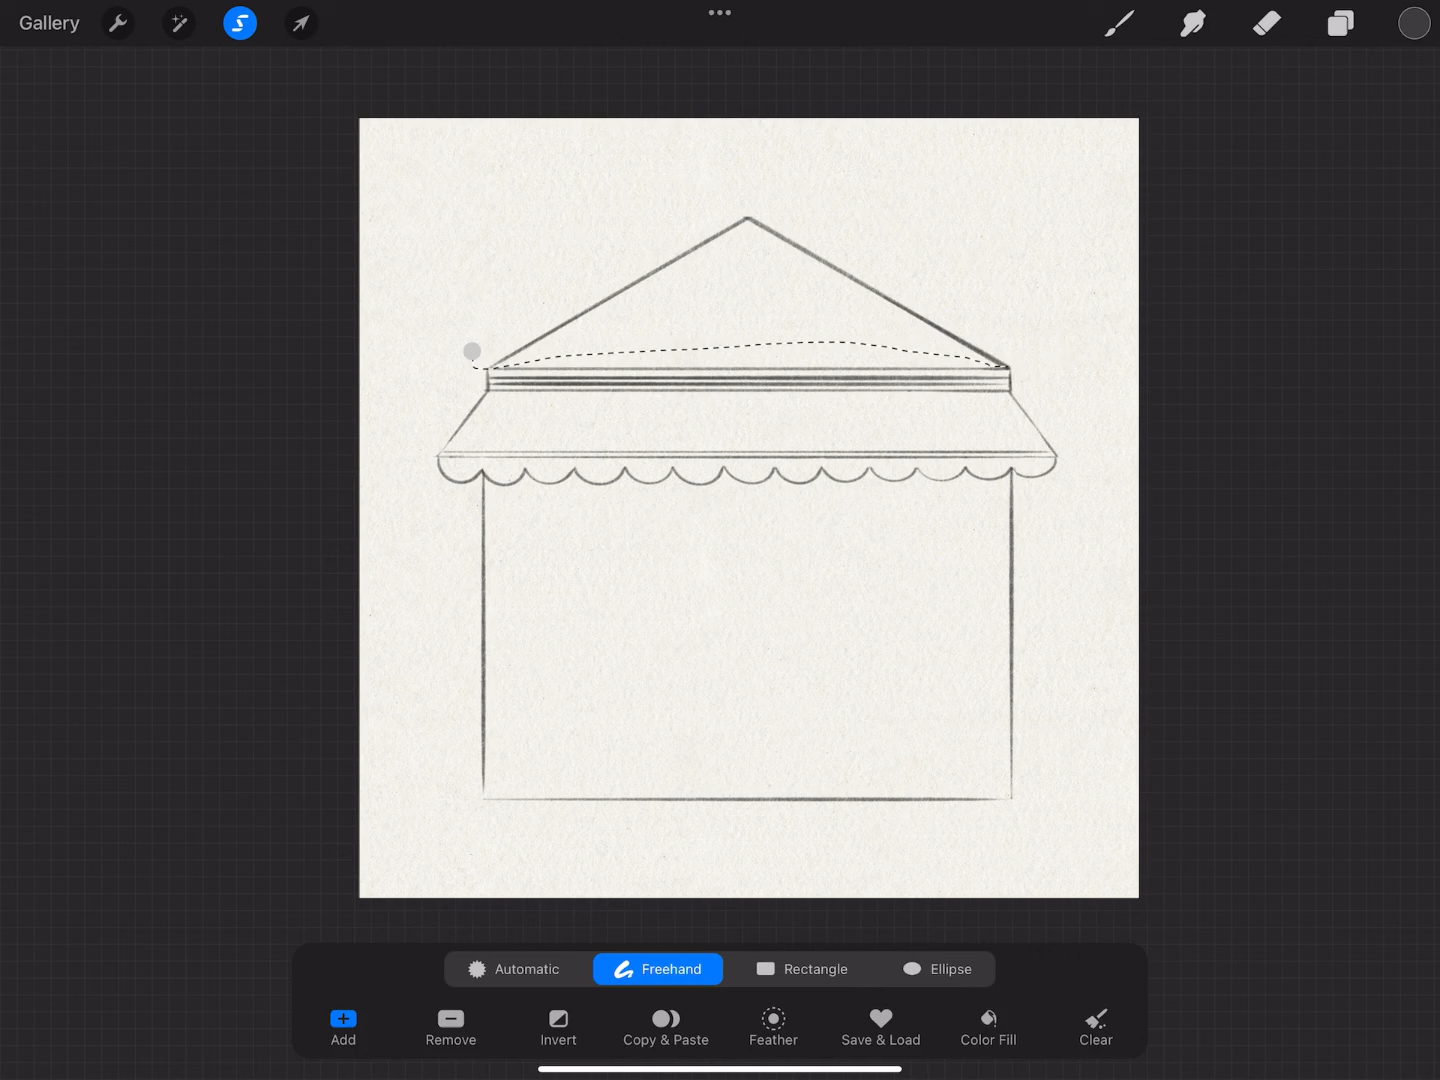 Gallery
Automatic Freehand Rectangle Ellipse
Add Remove Invert Copy & Paste Feather Save & Load Color Fill Clear